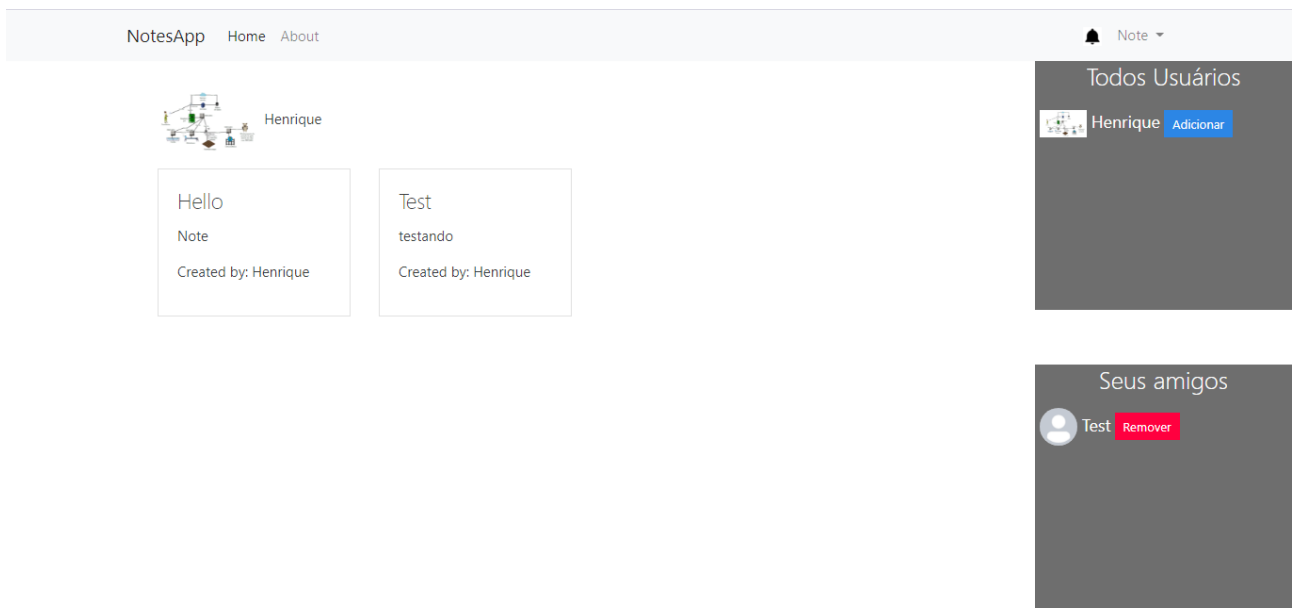 NotesApp Home About Note
Henrique
Hello
Note
Created by: Henrique
Test
testando
Created by: Henrique
Todos Usuários
Henrique Adicionar
Seus amigos
Test Remover